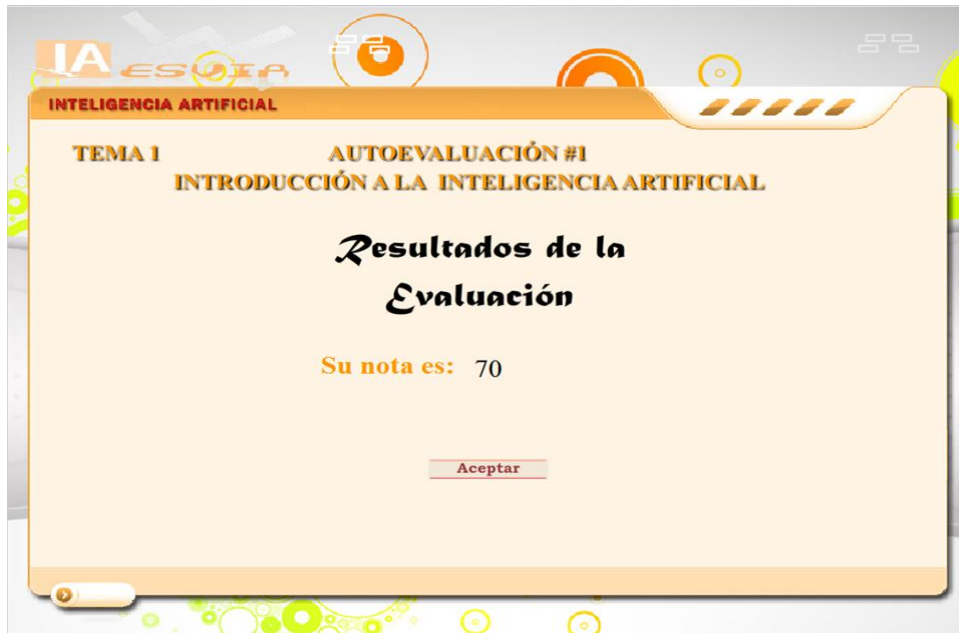 IA ESVIA
INTELIGENCIA ARTIFICIAL
TEMA 1 AUTOEVALUACIÓN #1
INTRODUCCIÓN A LA INTELIGENCIA ARTIFICIAL
Resultados de la
Evaluación
Su nota es: 70
Aceptar